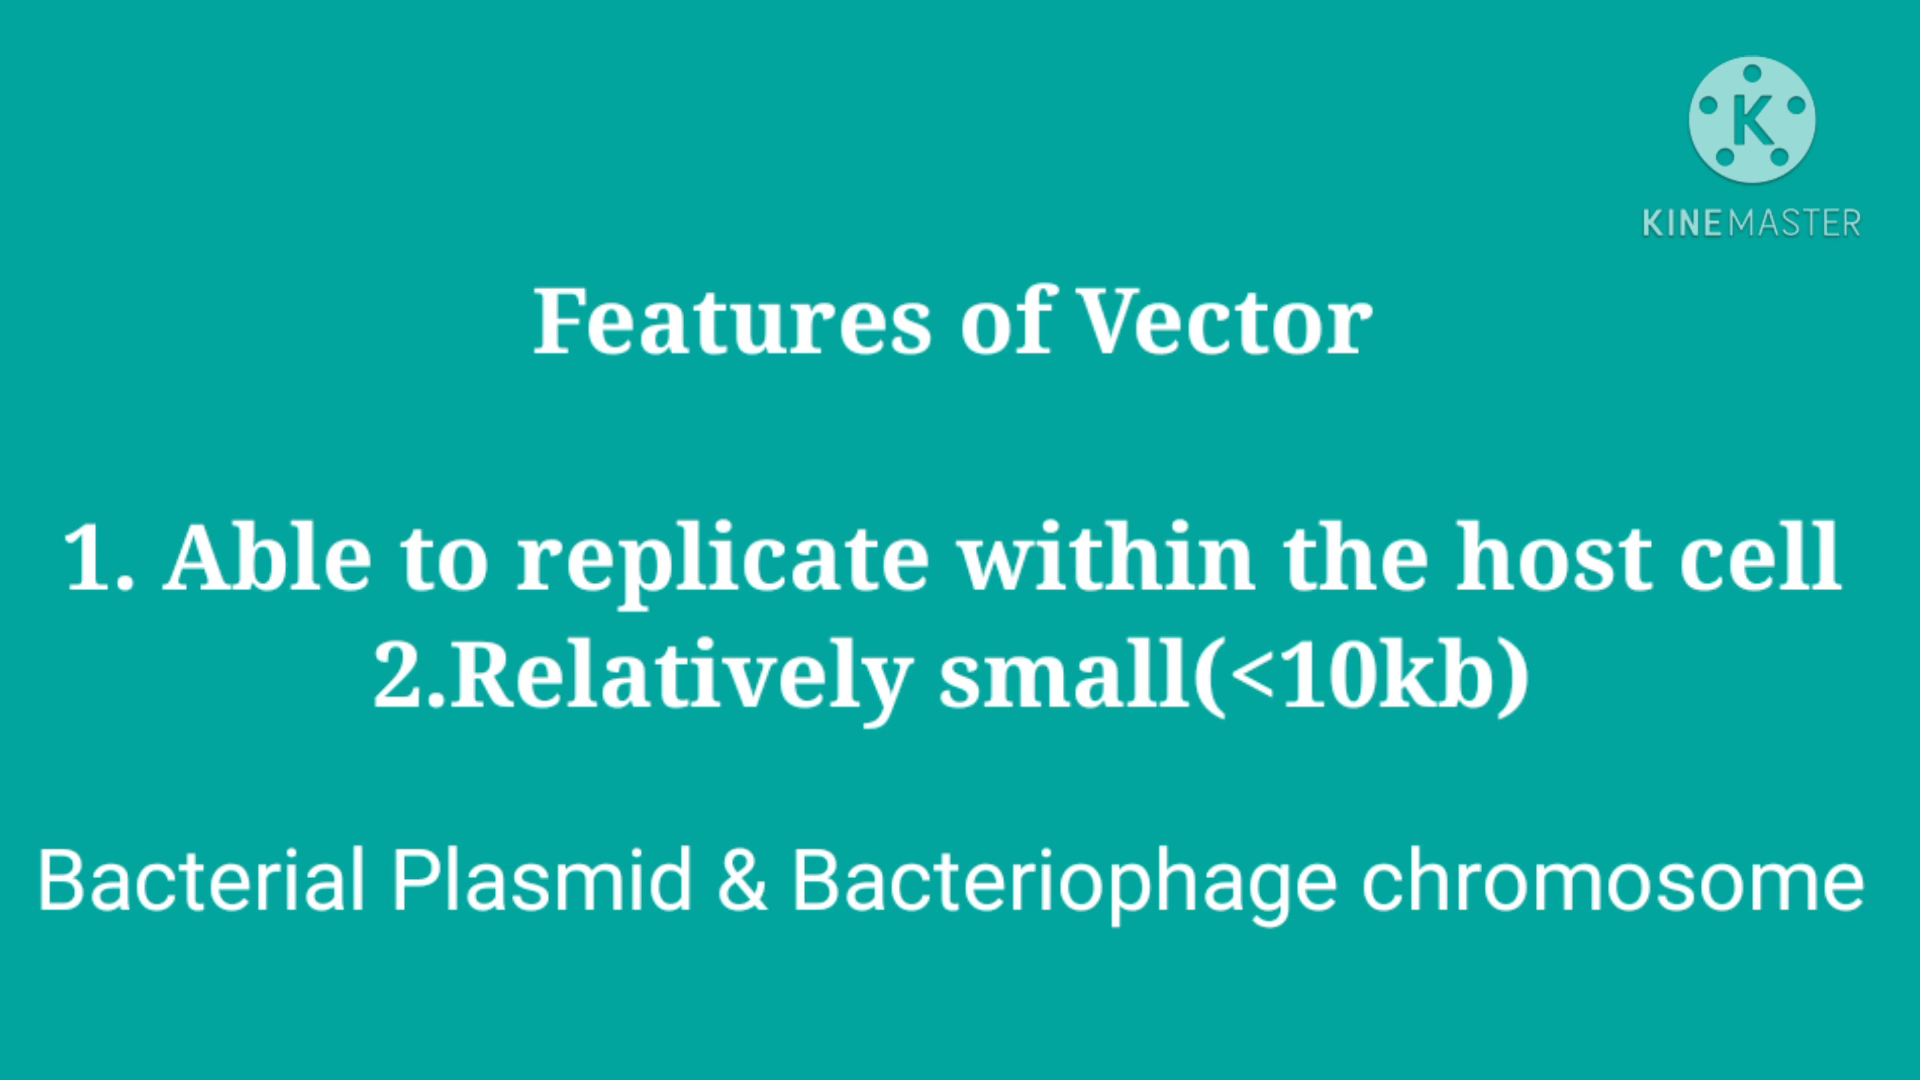 K
KINEMASTER
Features of Vector
1. Able to replicate within the host cell
2.Relatively small(<10kb)
Bacterial Plasmid & Bacteriophage chromosome